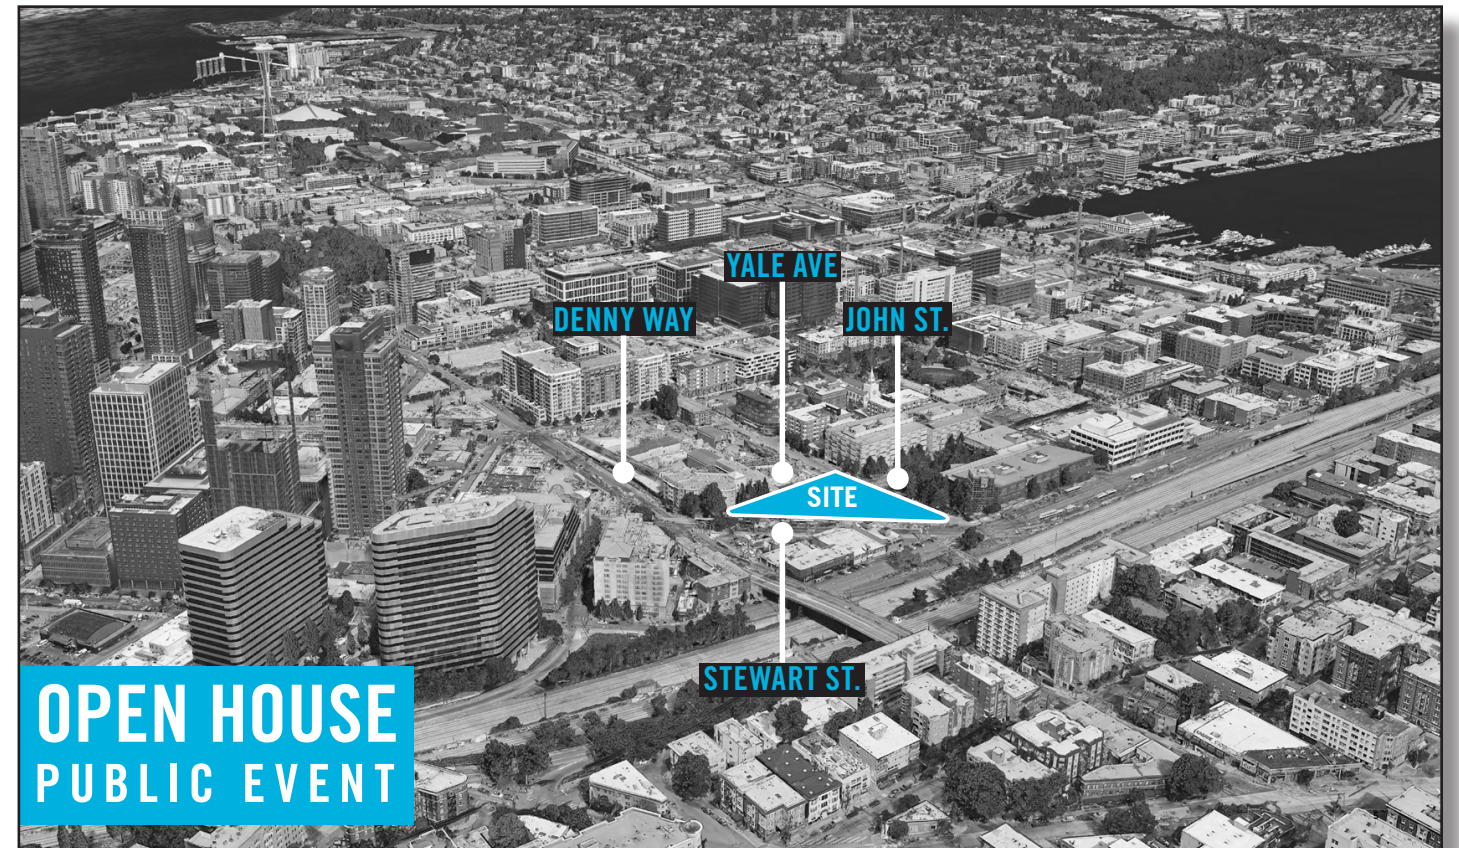 YALE AVE
DENNY WAY
JOHN ST.
SITE
STEWART ST.
OPEN HOUSE
PUBLIC EVENT